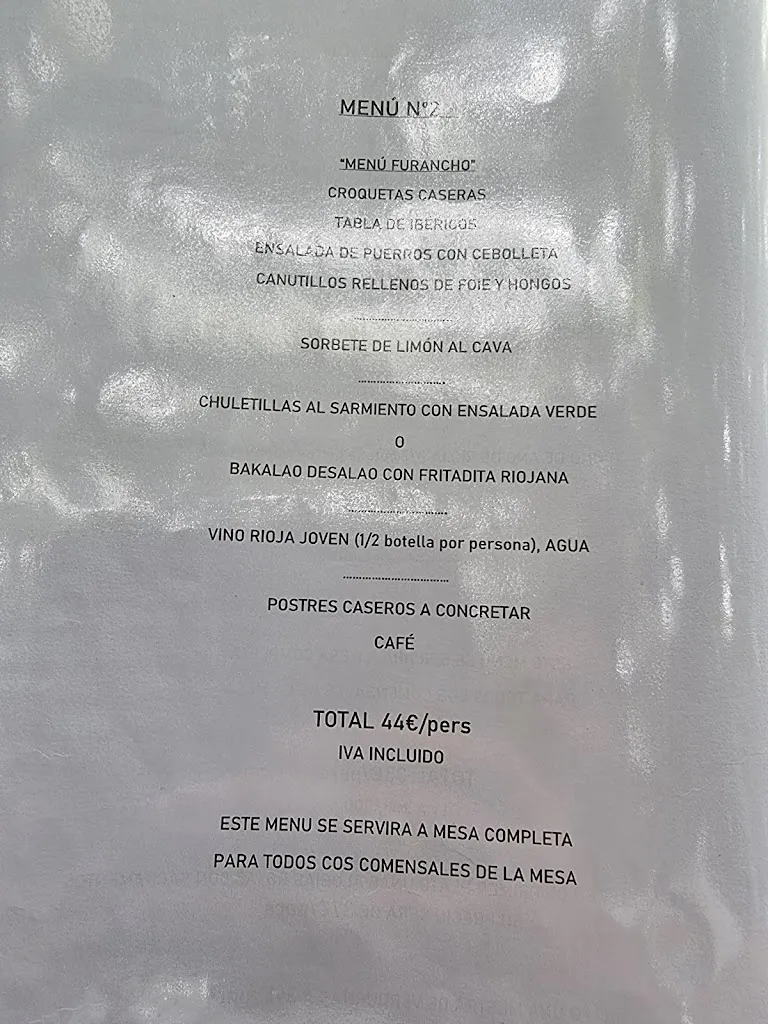 MENÚ Nº2
"MENÚ FURANCHO"
CROQUETAS CASERAS
TABLA DE IBERICOS
ENSALADA DE PUERROS CON CEBOLLETA
CANUTILLOS RELLENOS DE FOIE Y HONGOS
SORBETE DE LIMÓN AL CAVA
CHULETILLAS AL SARMIENTO CON ENSALADA VERDE
O
BAKALAO DESALAO CON FRITADITA RIOJANA
VINO RIOJA JOVEN (1/2 botella por persona), AGUA
POSTRES CASEROS A CONCRETAR
CAFÉ
TOTAL 44€/pers
IVA INCLUIDO
ESTE MENU SE SERVIRA A MESA COMPLETA
PARA TODOS COS COMENSALES DE LA MESA